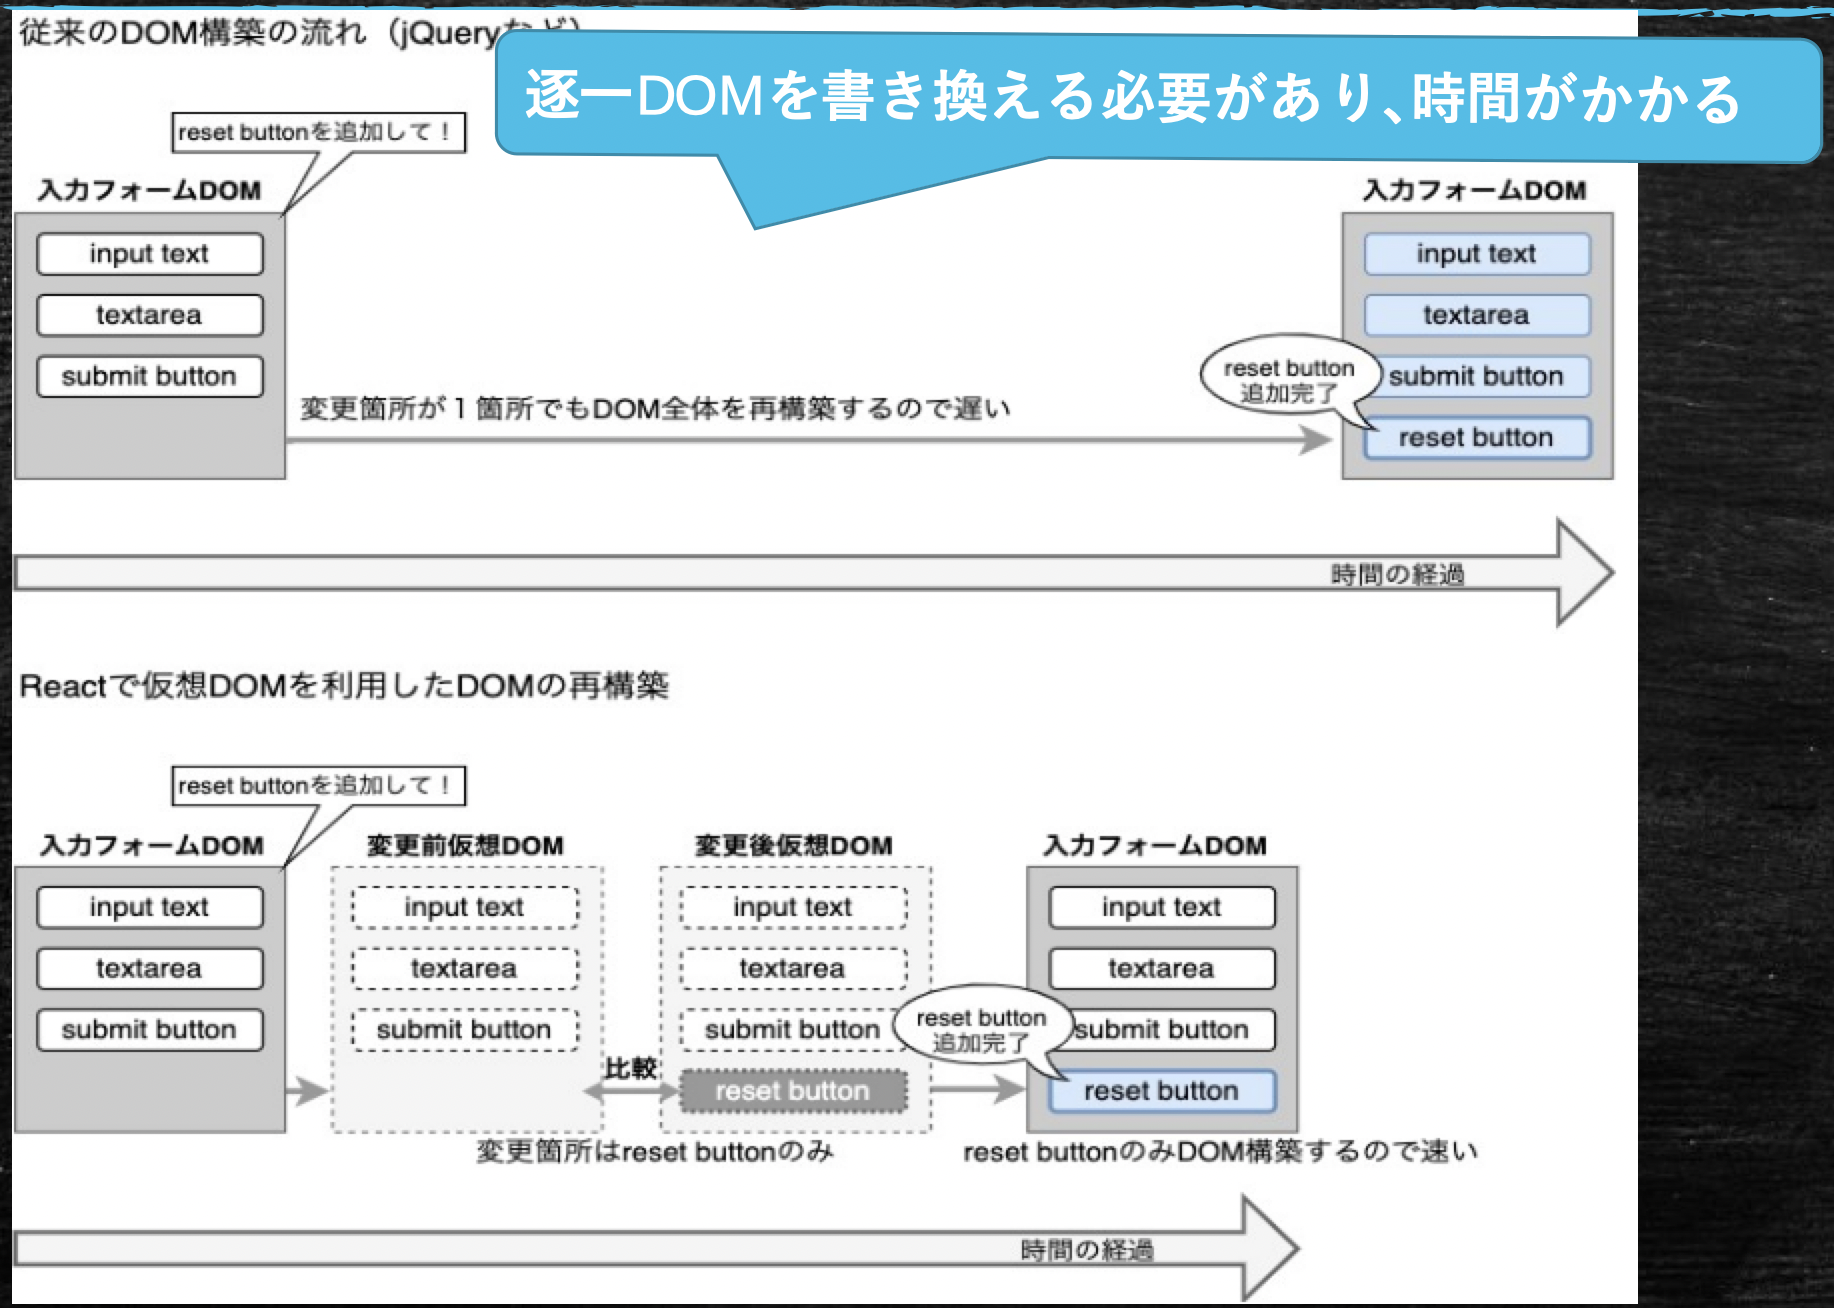 従来のDOM構築の流れ（jQueryなど）
逐一DOMを書き換える必要があり、時間がかかる
reset buttonを追加して！
入力フォームDOM
input text
textarea
submit button
変更箇所が１箇所でもDOM全体を再構築するので遅い
入力フォームDOM
input text
textarea
submit button
reset button
reset button
追加完了
時間の経過
Reactで仮想DOMを利用したDOMの再構築
reset buttonを追加して！
入力フォームDOM
input text
textarea
submit button
変更前仮想DOM
input text
textarea
submit button
比較
変更後仮想DOM
input text
textarea
submit button
reset button
変更箇所はreset buttonのみ
入力フォームDOM
input text
textarea
submit button
reset button
reset button
追加完了
reset buttonのみDOM構築するので速い
時間の経過